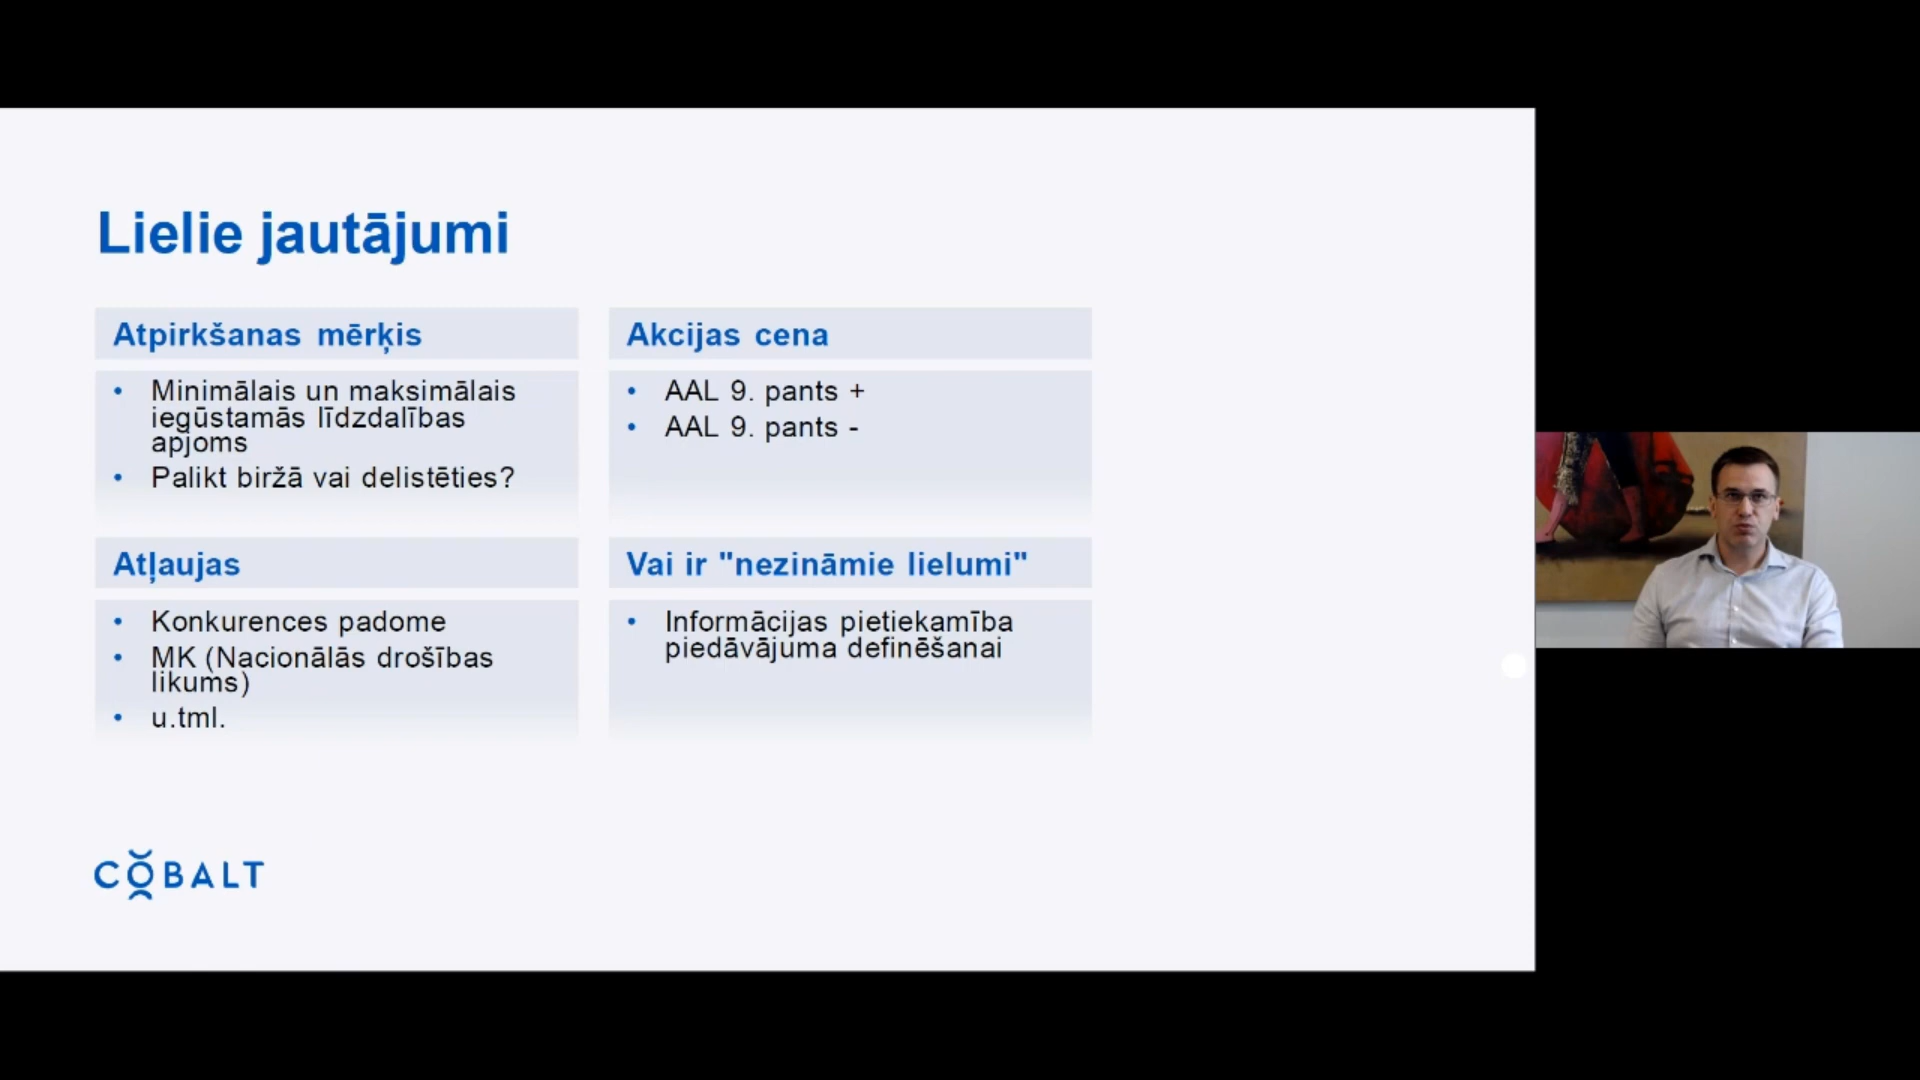 Lielie jautājumi
Atpirkšanas mērķis
• Minimālais un maksimālais
iegūstamās līdzdalības
apjoms
• Palikt biržā vai delistēties?
Akcijas cena
• AAL 9. pants +
• AAL 9. pants -
Atļaujas
• Konkurences padome
• MK (Nacionālās drošības
likums)
• u.tml.
Vai ir "nezināmie lielumi"
• Informācijas pietiekamība
piedāvājuma definēšanai
COBALT